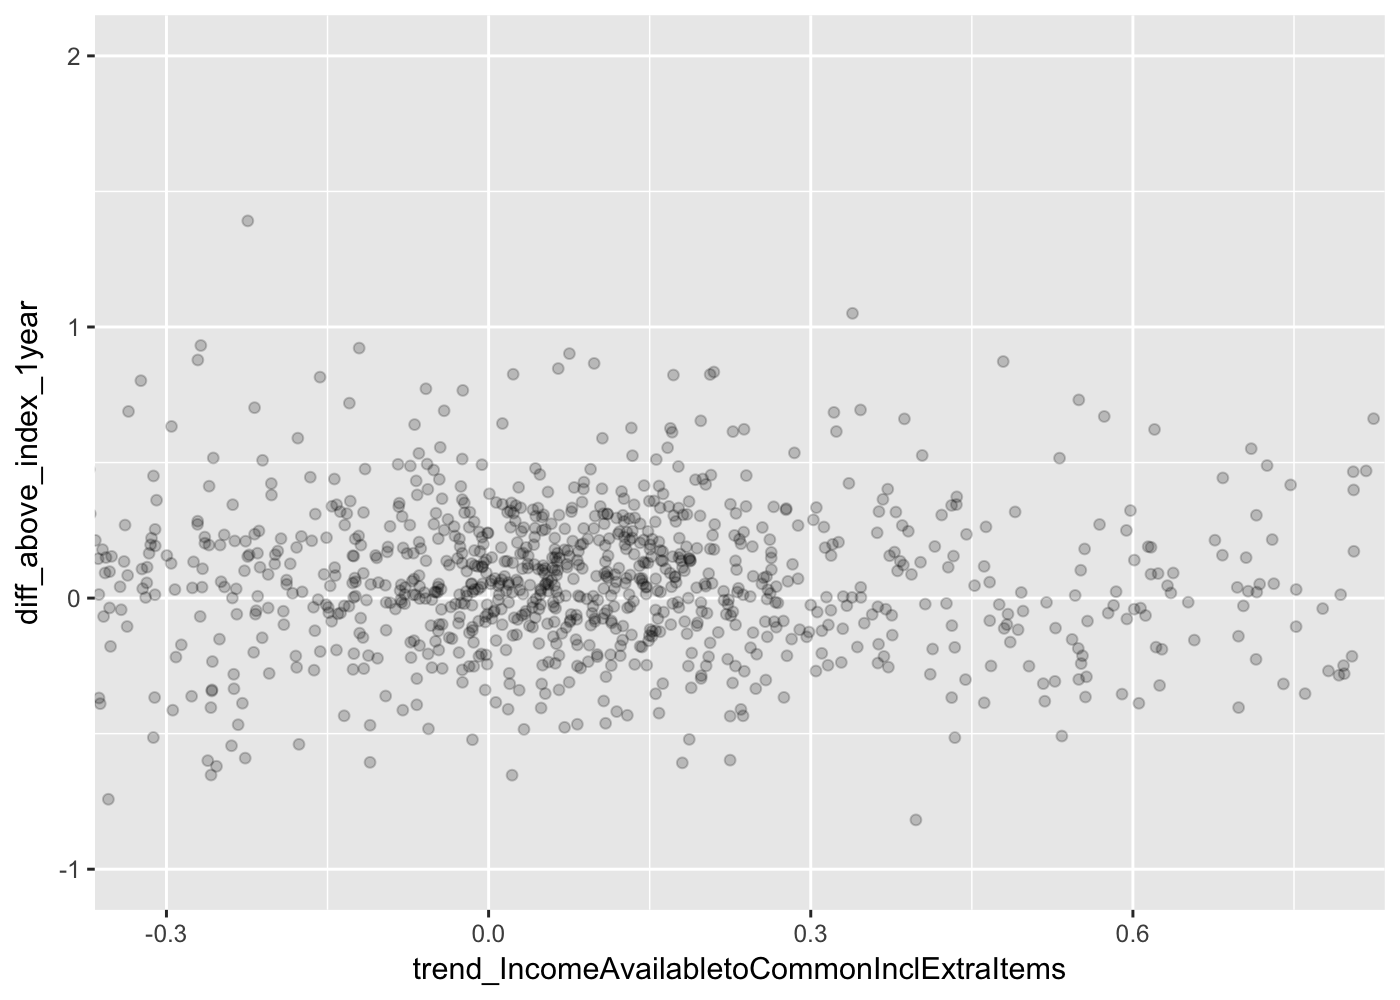 2
1
0
-1
diff_above_index_1year
-0.3 0.0 0.3 0.6
trend_IncomeAvailabletoCommonInclExtraItems